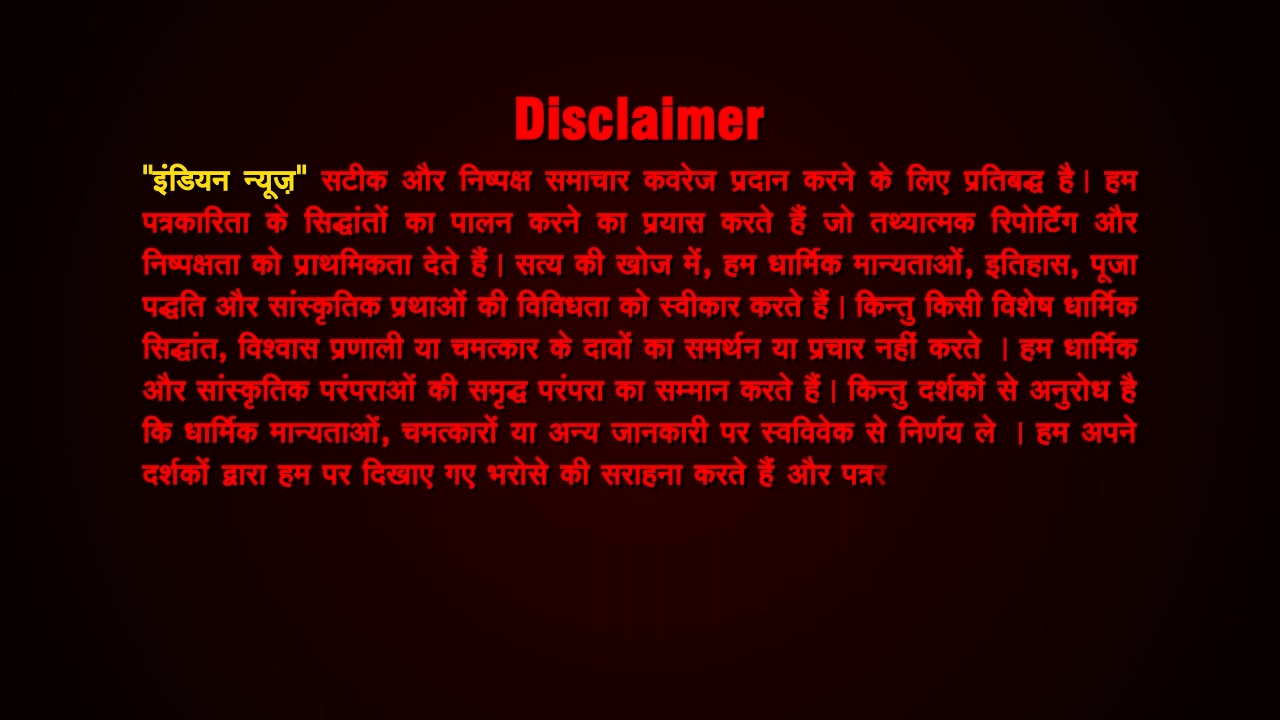 Disclaimer
"इंडियन न्यूज़" सटीक और निष्पक्ष समाचार कवरेज प्रदान करने के लिए प्रतिबद्ध है| हम
पत्रकारिता के सिद्धांतों का पालन करने का प्रयास करते हैं जो तथ्यात्मक रिपोर्टिंग और
निष्पक्षता को प्राथमिकता देते हैं| सत्य की खोज में, हम धार्मिक मान्यताओं, इतिहास, पूजा
पद्धति और सांस्कृतिक प्रथाओं की विविधता को स्वीकार करते हैं| किन्तु किसी विशेष धार्मिक
सिद्धांत, विश्वास प्रणाली या चमत्कार के दावों का समर्थन या प्रचार नहीं करते | हम धार्मिक
और सांस्कृतिक परंपराओं की समृद्ध परंपरा का सम्मान करते हैं| किन्तु दर्शकों से अनुरोध है
कि धार्मिक मान्यताओं, चमत्कारों या अन्य जानकारी पर स्वविवेक से निर्णय ले | हम अपने
दर्शकों द्वारा हम पर दिखाए गए भरोसे की सराहना करते हैं और